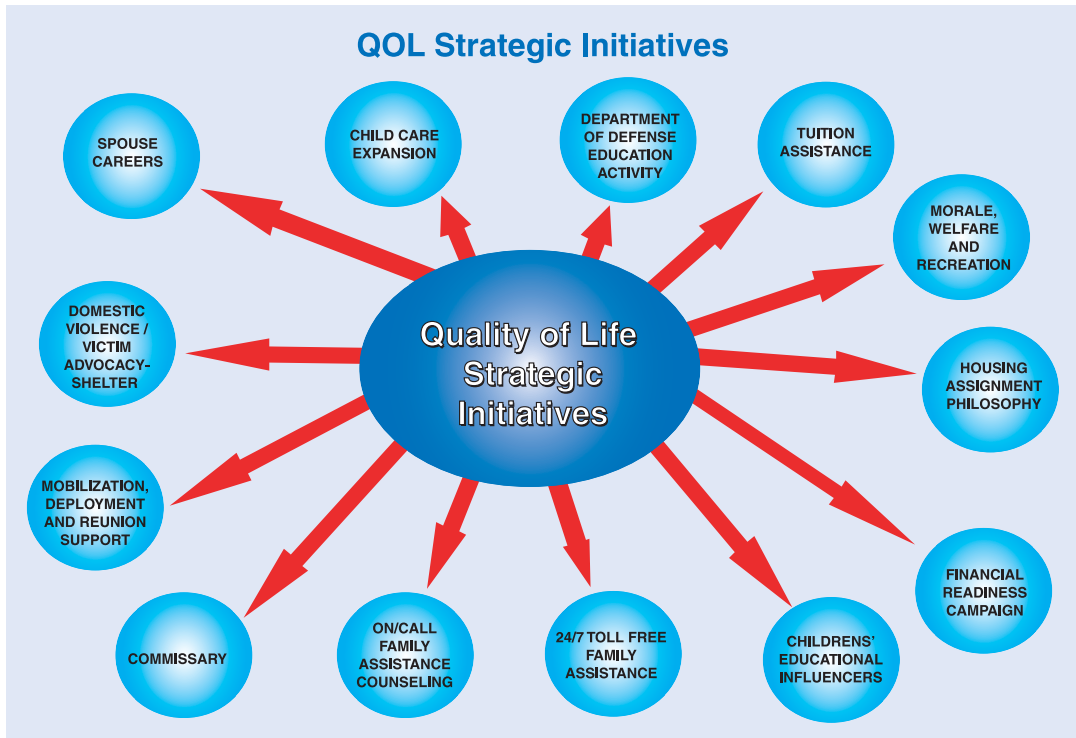 QOL Strategic Initiatives
SPOUSE
CAREERS
CHILD CARE
EXPANSION
DEPARTMENT
OF DEFENSE
EDUCATION
ACTIVITY
TUITION
ASSISTANCE
MORALE,
WELFARE
AND
RECREATION
DOMESTIC
VIOLENCE /
VICTIM
ADVOCACY–
SHELTER
Quality of Life
Strategic
Initiatives
HOUSING
ASSIGNMENT
PHILOSOPHY
MOBILIZATION,
DEPLOYMENT
AND REUNION
SUPPORT
FINANCIAL
READINESS
CAMPAIGN
COMMISSARY
ON/CALL
FAMILY
ASSISTANCE
COUNSELING
24/7 TOLL FREE
FAMILY
ASSISTANCE
CHILDRENS'
EDUCATIONAL
INFLUENCERS